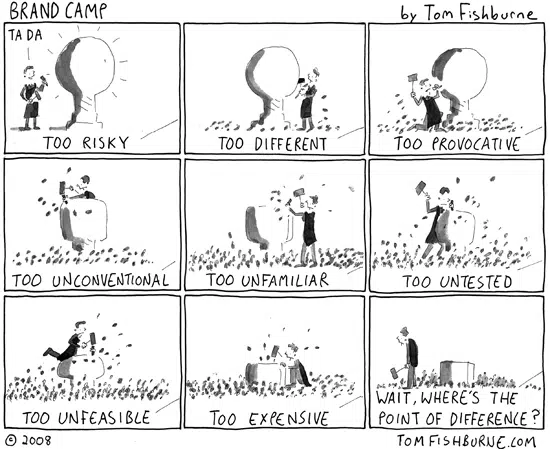 BRAND CAMP
by Tom Fishburne
TA DA
TOO RISKY
TOO DIFFERENT
TOO PROVOCATIVE
TOO UNCONVENTIONAL
TOO UNFAMILIAR
TOO UNTESTED
TOO UNFEASIBLE
TOO EXPENSIVE
WAIT, WHERE'S THE
POINT OF DIFFERENCE?
© 2008
TOMFISHBURNE.COM